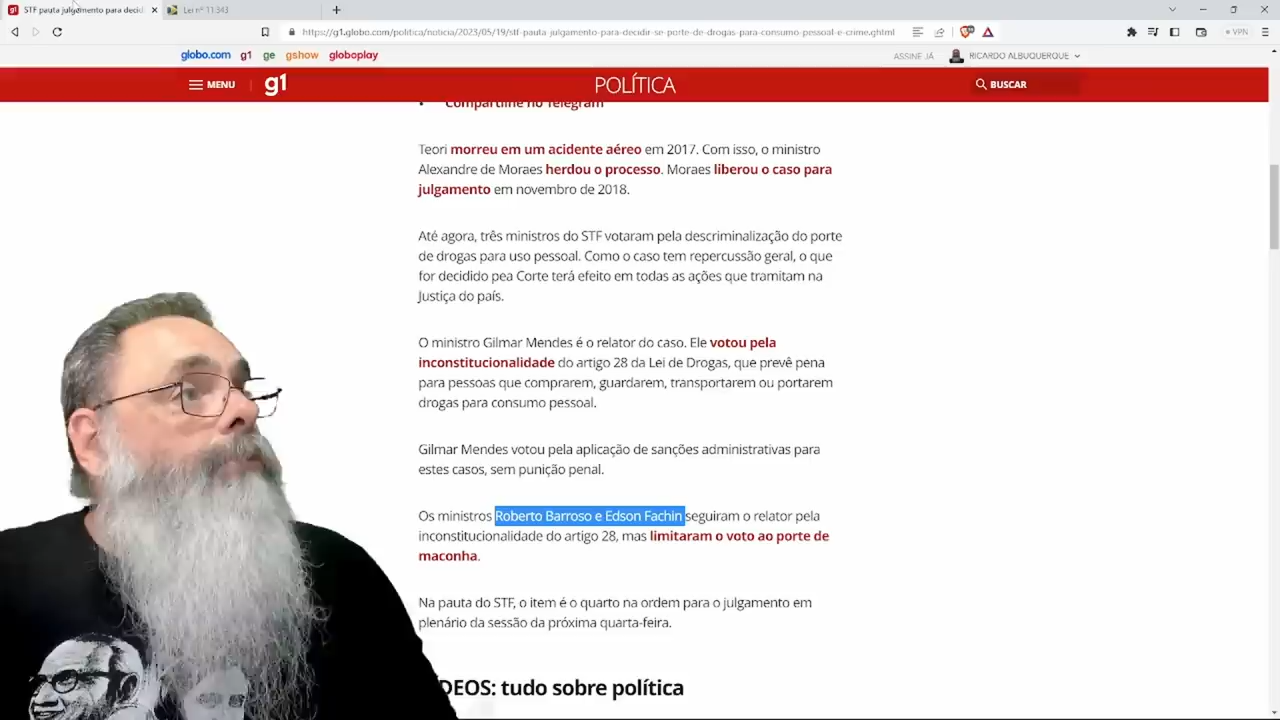 STF pauta julgamento para decid
Lei nº 11.343
https://g1.globo.com/politica/noticia/2023/05/19/stf-pauta-julgamento-para-decidir-se-porte-de-drogas-para-consumo-pessoal-e-crime.ghtml
VPN
globo.com g1 ge gshow globoplay
ASSINE JÁ
RICARDO ALBUQUERQUE
MENU
g1
POLÍTICA
BUSCAR
Compartilhe no Telegram
Teori morreu em um acidente aéreo em 2017. Com isso, o ministro
Alexandre de Moraes herdou o processo. Moraes liberou o caso para
julgamento em novembro de 2018.
Até agora, três ministros do STF votaram pela descriminalização do porte
de drogas para uso pessoal. Como o caso tem repercussão geral, o que
for decidido pea Corte terá efeito em todas as ações que tramitam na
Justiça do país.
O ministro Gilmar Mendes é o relator do caso. Ele votou pela
inconstitucionalidade do artigo 28 da Lei de Drogas, que prevê pena
para pessoas que comprarem, guardarem, transportarem ou portarem
drogas para consumo pessoal.
Gilmar Mendes votou pela aplicação de sanções administrativas para
estes casos, sem punição penal.
Os ministros Roberto Barroso e Edson Fachin seguiram o relator pela
inconstitucionalidade do artigo 28, mas limitaram o voto ao porte de
maconha.
Na pauta do STF, o item é o quarto na ordem para o julgamento em
plenário da sessão da próxima quarta-feira.
DEOS: tudo sobre política